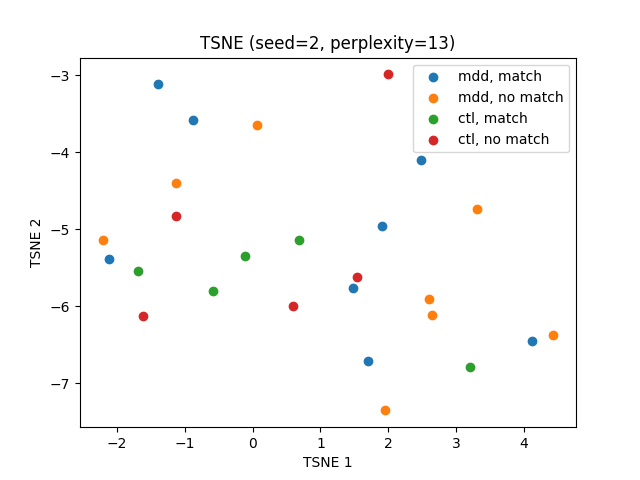 TSNE (seed=2, perplexity=13)
mdd, match
mdd, no match
ctl, match
ctl, no match
−3
−4
−5
−6
−7
TSNE 2
−2 −1 0 1 2 3 4
TSNE 1